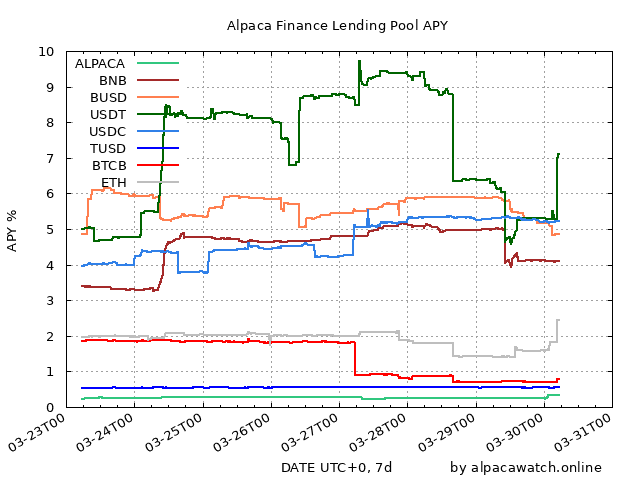 Alpaca Finance Lending Pool APY
10
9
8
7
6
5
4
3
2
1
0
APY %
ALPACA
BNB
BUSD
USDT
USDC
TUSD
BTCB
ETH
03-23T00
03-24T00
03-25T00
03-26T00
03-27T00
03-28T00
03-29T00
03-30T00
03-31T00
DATE UTC+0, 7d
by alpacawatch.online